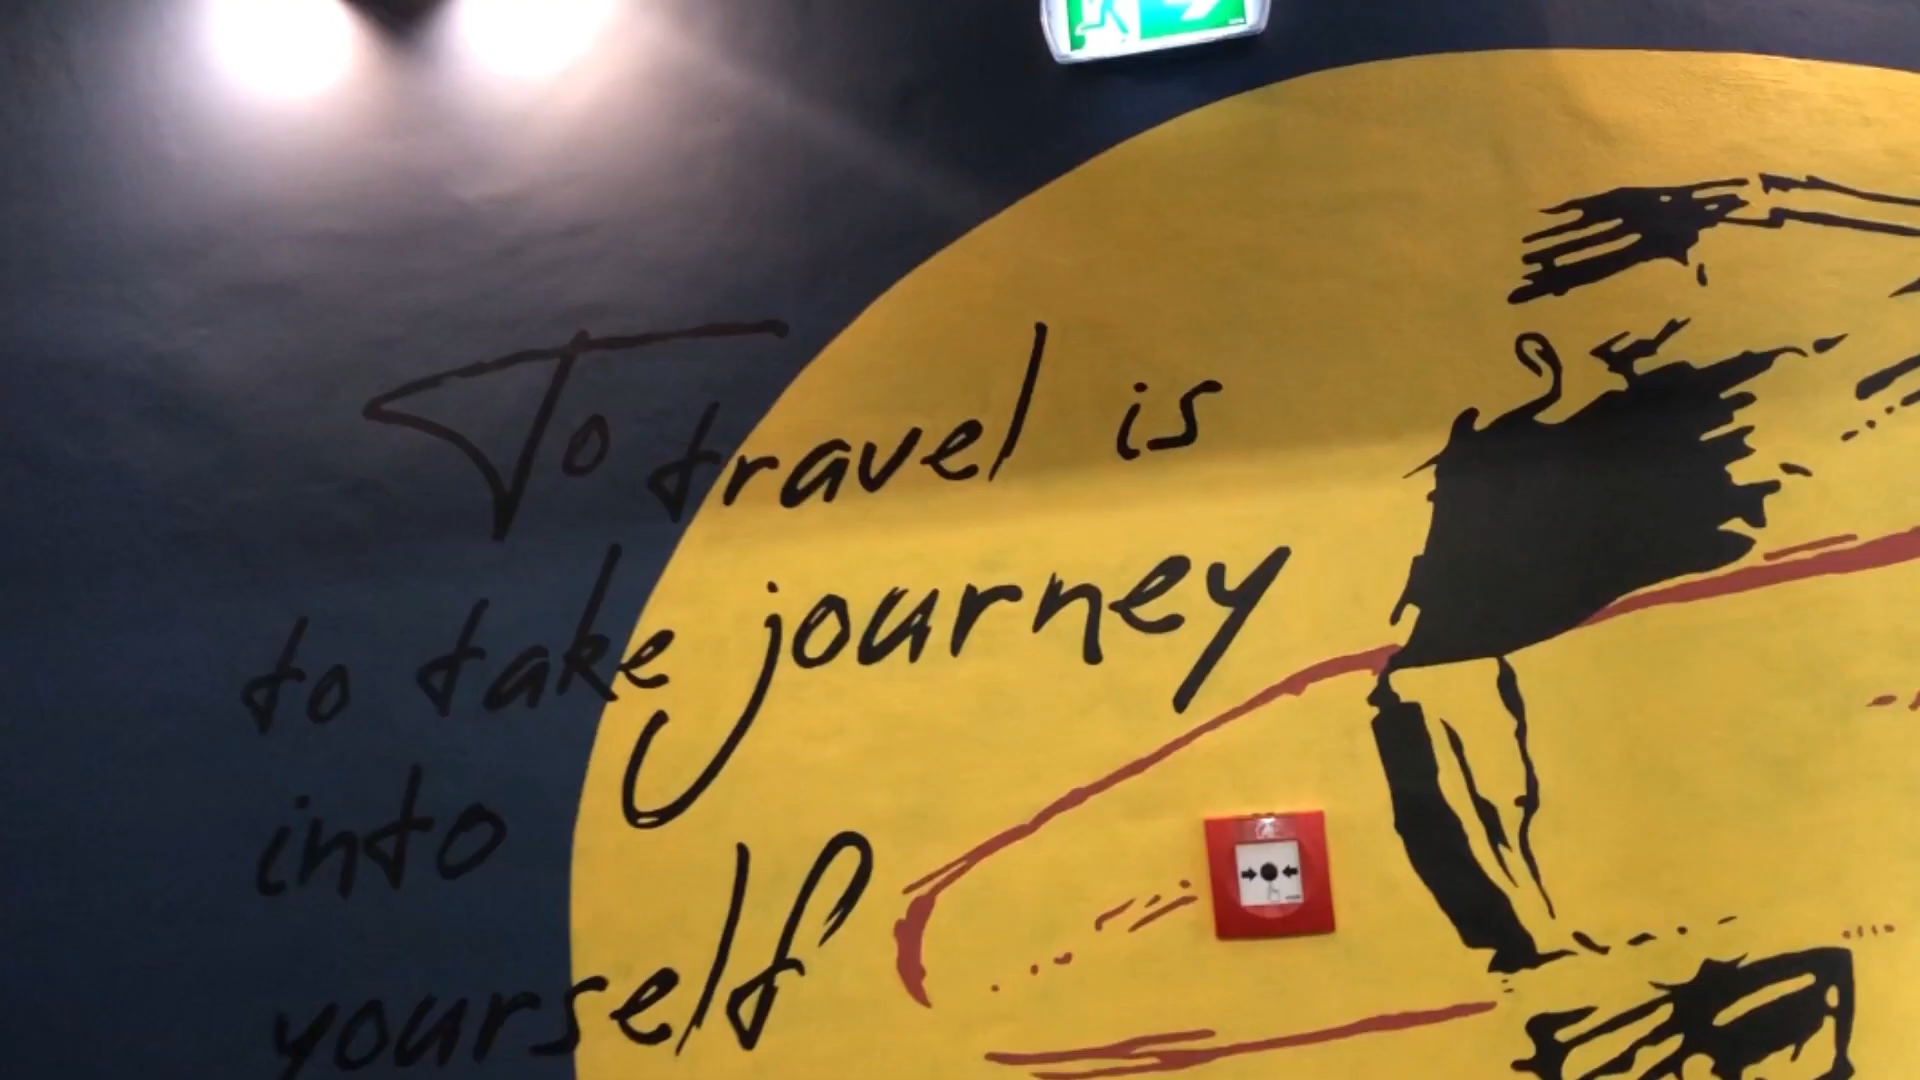 To travel is
to take journey
into
yourself